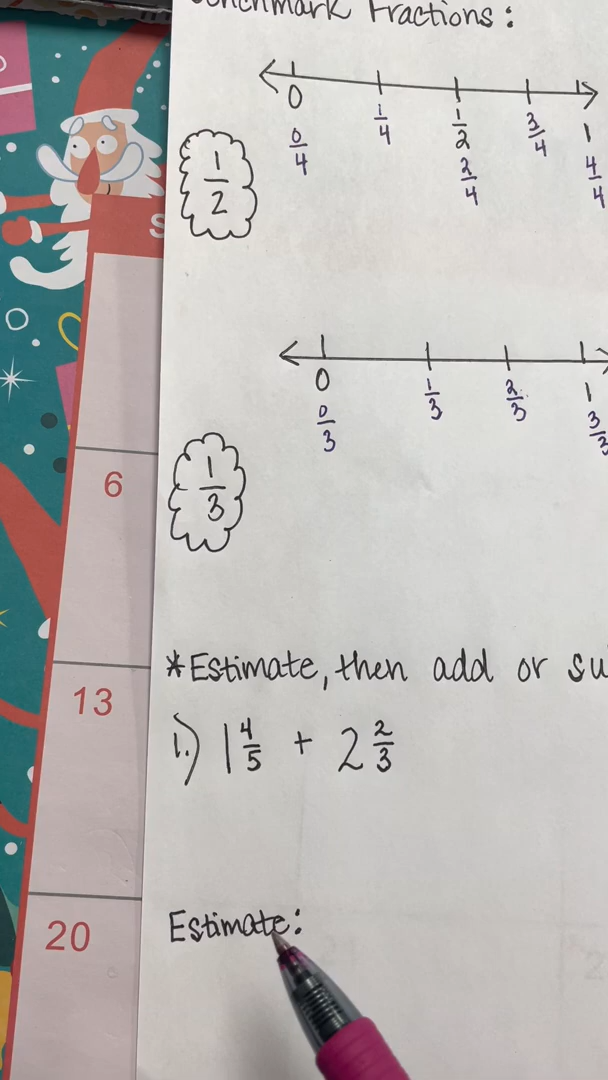 Fractions:
0 1/4 1/2 3/4 1
0/4 2/4 4/4
1/2
0 1/3 2/3 1
0/3 3/3
1/3
6
*Estimate, then add or
13
1.) 1 4/5 + 2 2/3
Estimate:
20